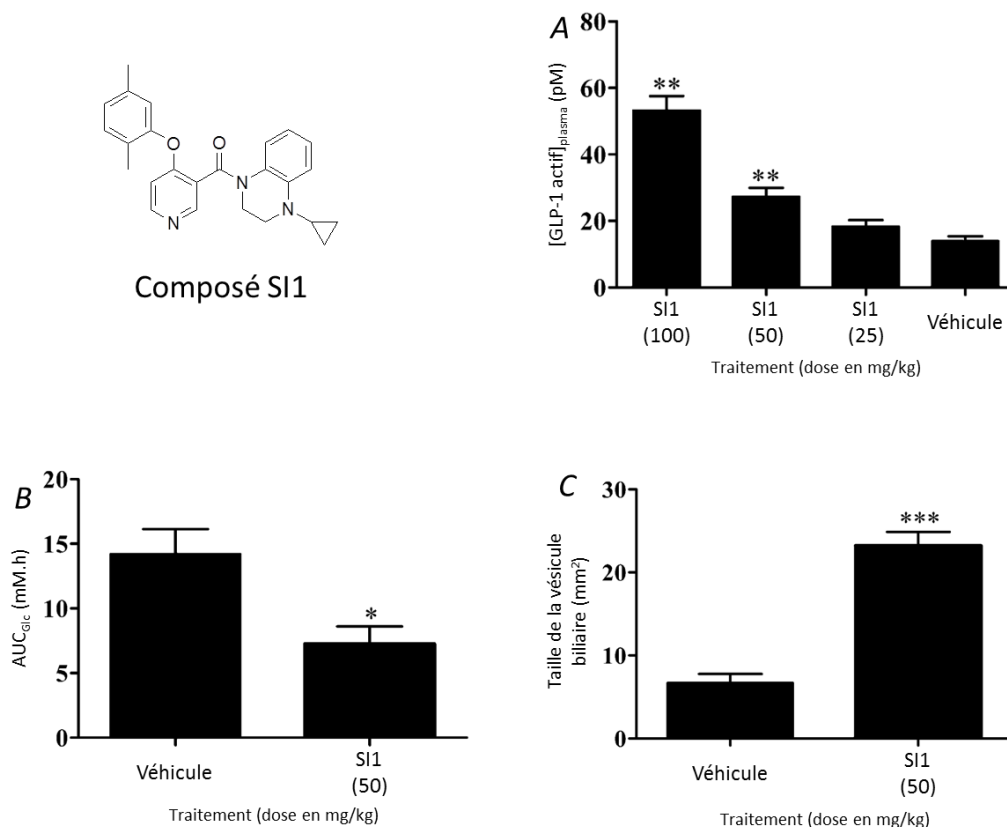 O
O
N
N
N
Composé SI1
A
[GLP-1 actif]plasma (pM)
80
60
40
20
0
**
**
SI1
(100)
SI1
(50)
SI1
(25)
Véhicule
Traitement (dose en mg/kg)
B
AUCGlc (mM.h)
20
15
10
5
0
*
Véhicule
SI1
(50)
Traitement (dose en mg/kg)
C
Taille de la vésicule
biliaire (mm²)
30
20
10
0
***
Véhicule
SI1
(50)
Traitement (dose en mg/kg)